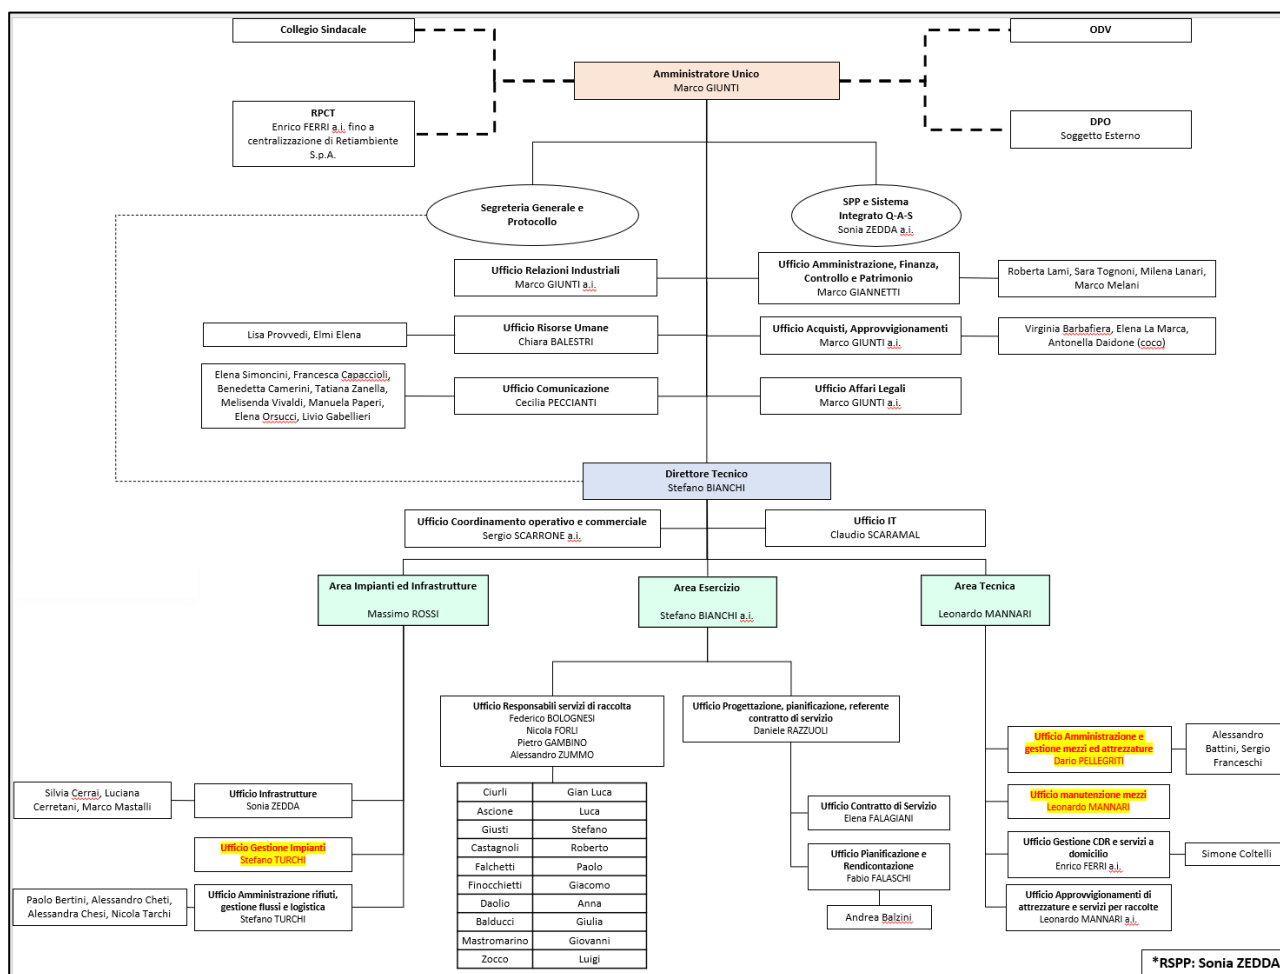 Collegio Sindacale
ODV
Amministratore Unico
Marco GIUNTI
RPCT
Enrico FERRI a.i. fino a
centralizzazione di Retiambiente
S.p.A.
DPO
Soggetto Esterno
Segreteria Generale e
Protocollo
SPP e Sistema
Integrato Q-A-S
Sonia ZEDDA a.i.
Ufficio Relazioni Industriali
Marco GIUNTI a.i.
Ufficio Amministrazione, Finanza,
Controllo e Patrimonio
Marco GIANNETTI
Roberta Lami, Sara Tognoni, Milena Lanari,
Marco Melani
Lisa Provvedi, Elmi Elena
Ufficio Risorse Umane
Chiara BALESTRI
Ufficio Acquisti, Approvvigionamenti
Marco GIUNTI a.i.
Virginia Barbafiera, Elena La Marca,
Antonella Daidone (coco)
Elena Simoncini, Francesca Capaccioli,
Benedetta Camerini, Tatiana Zanella,
Melisenda Vivaldi, Manuela Paperi,
Elena Orsucci, Livio Gabellieri
Ufficio Comunicazione
Cecilia PECCIANTI
Ufficio Affari Legali
Marco GIUNTI a.i.
Direttore Tecnico
Stefano BIANCHI
Ufficio Coordinamento operativo e commerciale
Sergio SCARRONE a.i.
Ufficio IT
Claudio SCARAMAL
Area Impianti ed Infrastrutture
Massimo ROSSI
Area Esercizio
Stefano BIANCHI a.i.
Area Tecnica
Leonardo MANNARI
Ufficio Responsabili servizi di raccolta
Federico BOLOGNESI
Nicola FORLI
Pietro GAMBINO
Alessandro ZUMMO
Ufficio Progettazione, pianificazione, referente
contratto di servizio
Daniele RAZZUOLI
Ufficio Amministrazione e
gestione mezzi ed attrezzature
Dario PELLEGRITI
Alessandro
Battini, Sergio
Franceschi
Silvia Cerrai, Luciana
Cerretani, Marco Mastalli
Ufficio Infrastrutture
Sonia ZEDDA
Ciurli Gian Luca
Ascione Luca
Giusti Stefano
Castagnoli Roberto
Falchetti Paolo
Finocchietti Giacomo
Daolio Anna
Balducci Giulia
Mastromarino Giovanni
Zocco Luigi
Ufficio Contratto di Servizio
Elena FALAGIANI
Ufficio manutenzione mezzi
Leonardo MANNARI
Ufficio Gestione Impianti
Stefano TURCHI
Ufficio Pianificazione e
Rendicontazione
Fabio FALASCHI
Ufficio Gestione CDR e servizi a
domicilio
Enrico FERRI a.i.
Simone Coltelli
Paolo Bertini, Alessandro Cheti,
Alessandra Chesi, Nicola Tarchi
Ufficio Amministrazione rifiuti,
gestione flussi e logistica
Stefano TURCHI
Andrea Balzini
Ufficio Approvvigionamenti di
attrezzature e servizi per raccolte
Leonardo MANNARI a.i.
*RSPP: Sonia ZEDDA